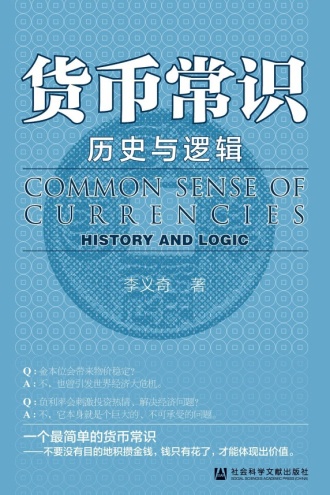 货币常识
历史与逻辑
COMMON SENSE OF
CURRENCIES
HISTORY AND LOGIC
李义奇 著
Q：金本位会带来物价稳定？
A：不，也曾引发世界经济大危机。
Q：负利率会刺激投资热情，解决经济问题？
A：不，它本身就是个巨大的、不可承受的问题。
一个最简单的货币常识
——不要没有目的地积攒金钱，钱只有花了，才能体现出价值。
社会科学文献出版社
SOCIAL SCIENCES ACADEMIC PRESS (CHINA)